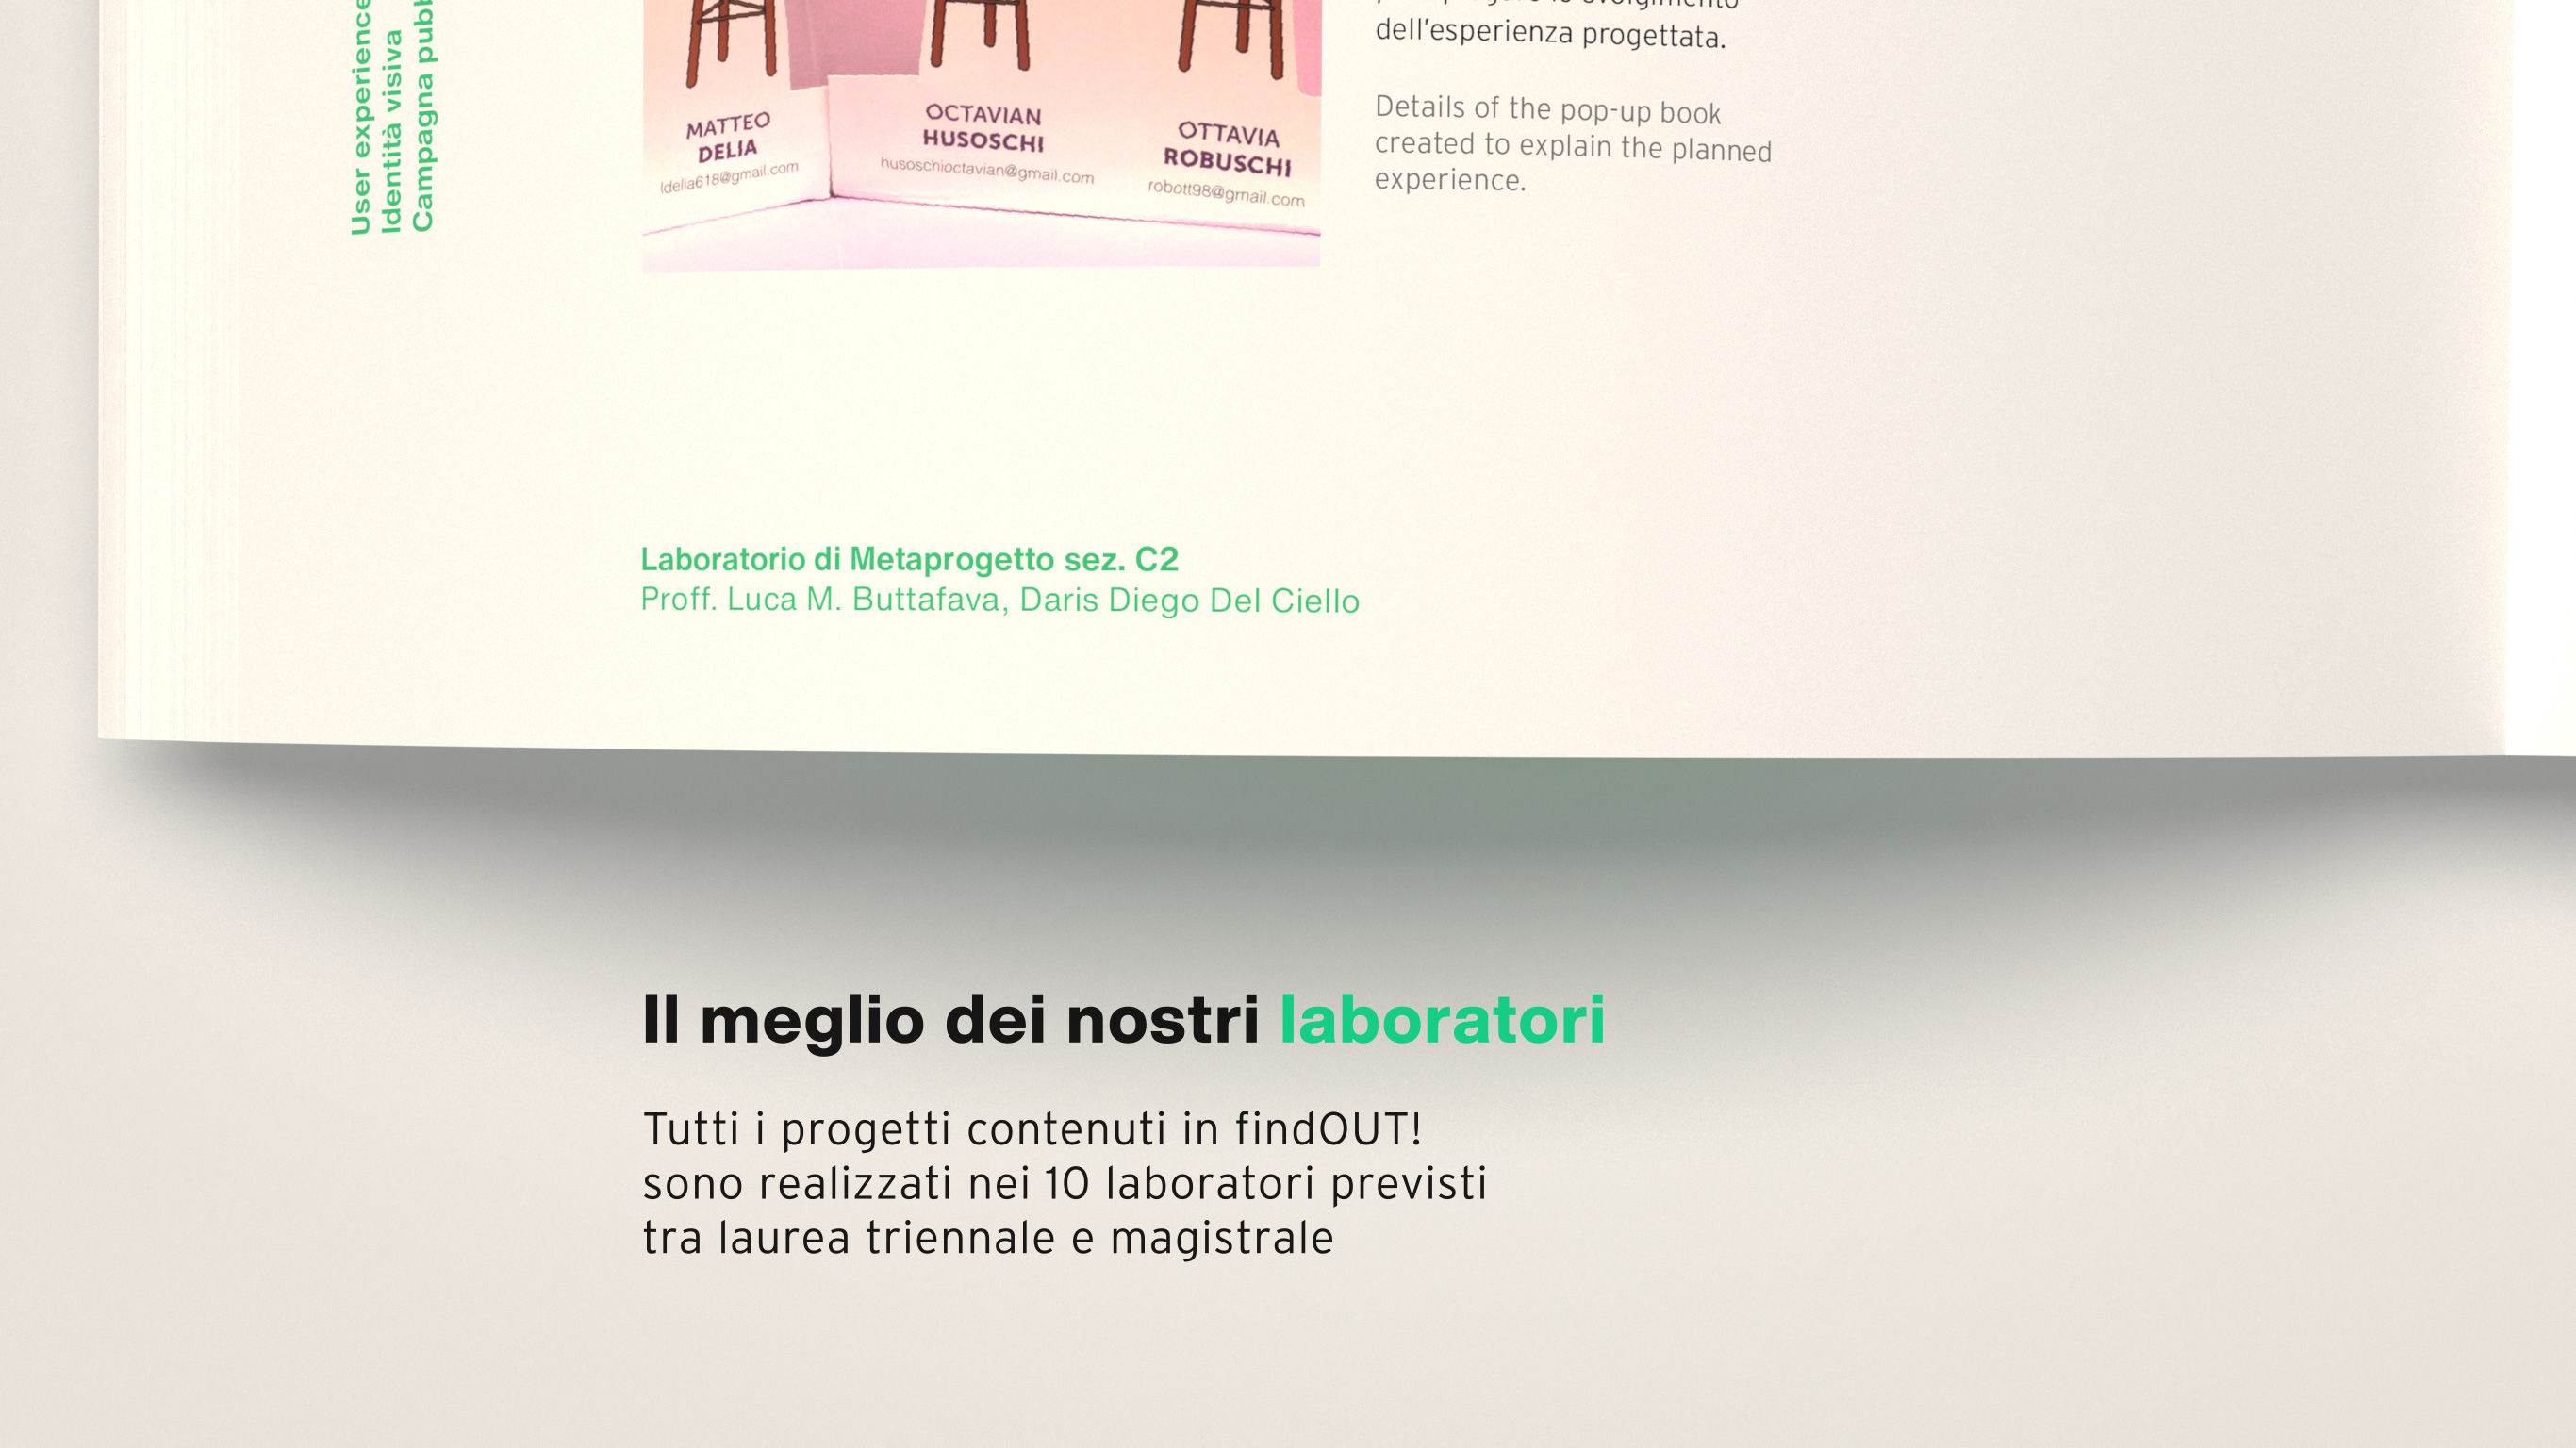 User experience
Identità visiva
Campagna
MATTEO
DELIA
ldelia618@gmail.com
OCTAVIAN
HUSOSCHI
husoschioctavian@gmail.com
OTTAVIA
ROBUSCHI
robott98@gmail.com
dell'esperienza progettata.
Details of the pop-up book
created to explain the planned
experience.
Laboratorio di Metaprogetto sez. C2
Proff. Luca M. Buttafava, Daris Diego Del Ciello
Il meglio dei nostri laboratori
Tutti i progetti contenuti in findOUT!
sono realizzati nei 10 laboratori previsti
tra laurea triennale e magistrale